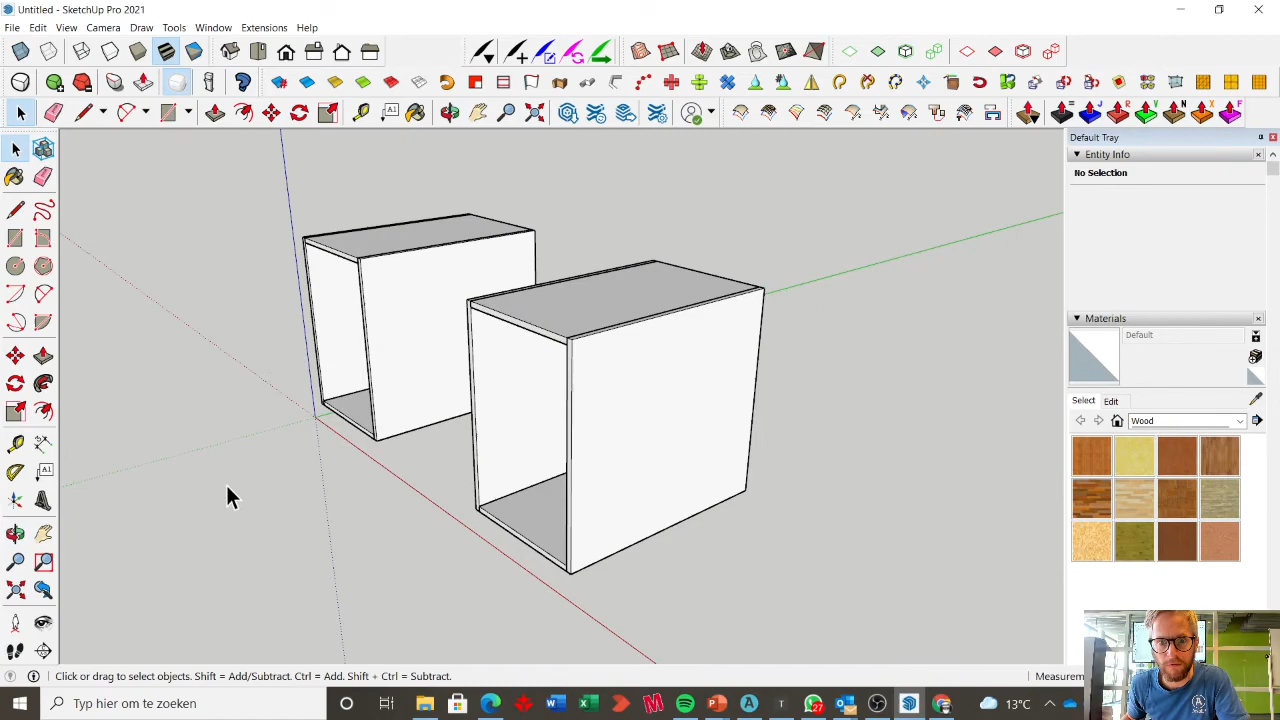 Untitled - SketchUp Pro 2021
File Edit View Camera Draw Tools Window Extensions Help
Default Tray
Entity Info
No Selection
Materials
Default
Select Edit
Wood
Click or drag to select objects. Shift = Add/Subtract. Ctrl = Add. Shift + Ctrl = Subtract.
Measurem
Typ hier om te zoeken
27
13°C